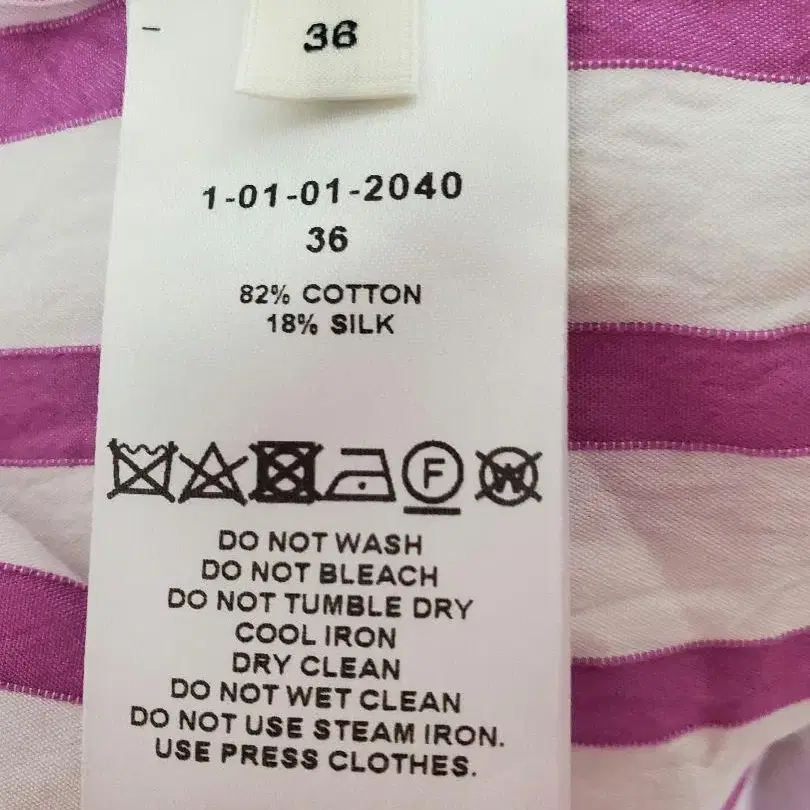 36
1-01-01-2040
36
82% COTTON
18% SILK
F W
DO NOT WASH
DO NOT BLEACH
DO NOT TUMBLE DRY
COOL IRON
DRY CLEAN
DO NOT WET CLEAN
DO NOT USE STEAM IRON.
USE PRESS CLOTHES.